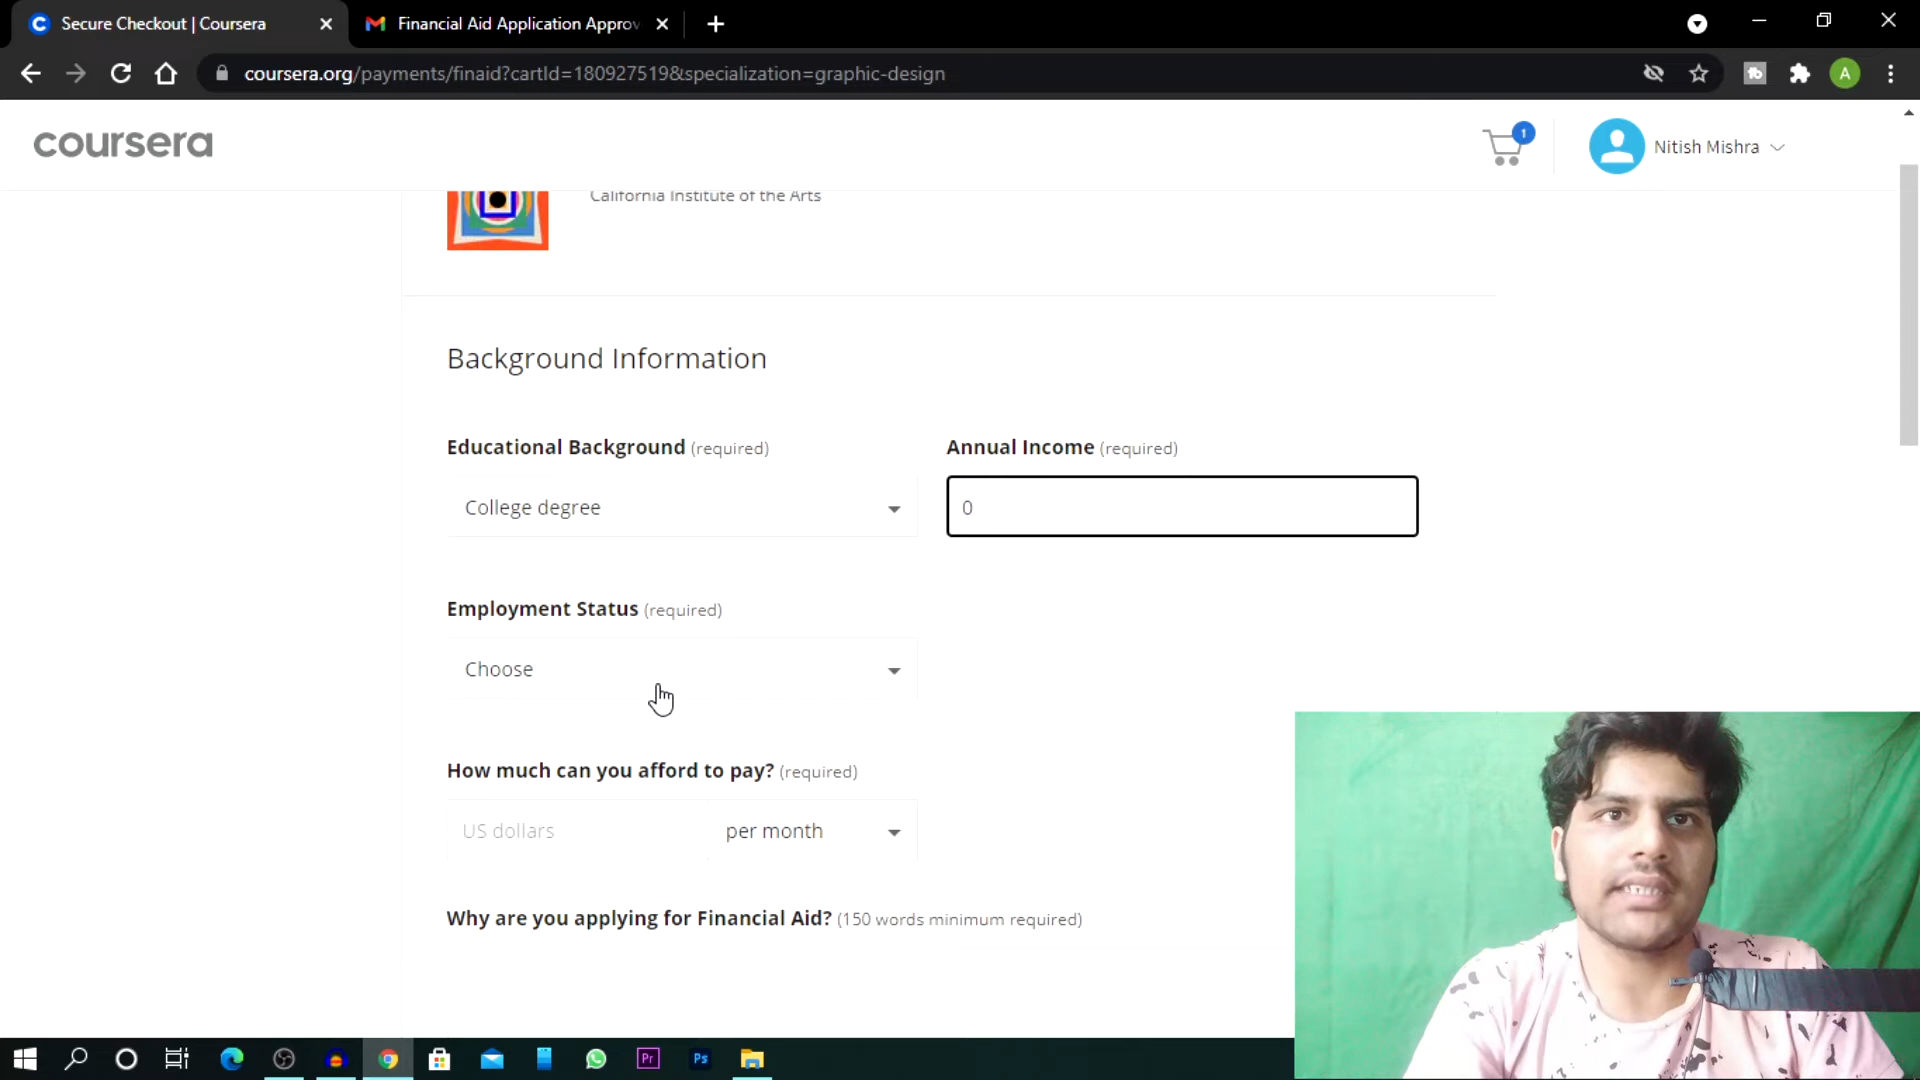 Secure Checkout | Coursera
Financial Aid Application Approv
coursera.org/payments/finaid?cartId=180927519&specialization=graphic-design
A
coursera
1
Nitish Mishra
California Institute of the Arts
Background Information
Educational Background (required)
Annual Income (required)
College degree
0
Employment Status (required)
Choose
How much can you afford to pay? (required)
US dollars
per month
Why are you applying for Financial Aid? (150 words minimum required)
Pr
Ps